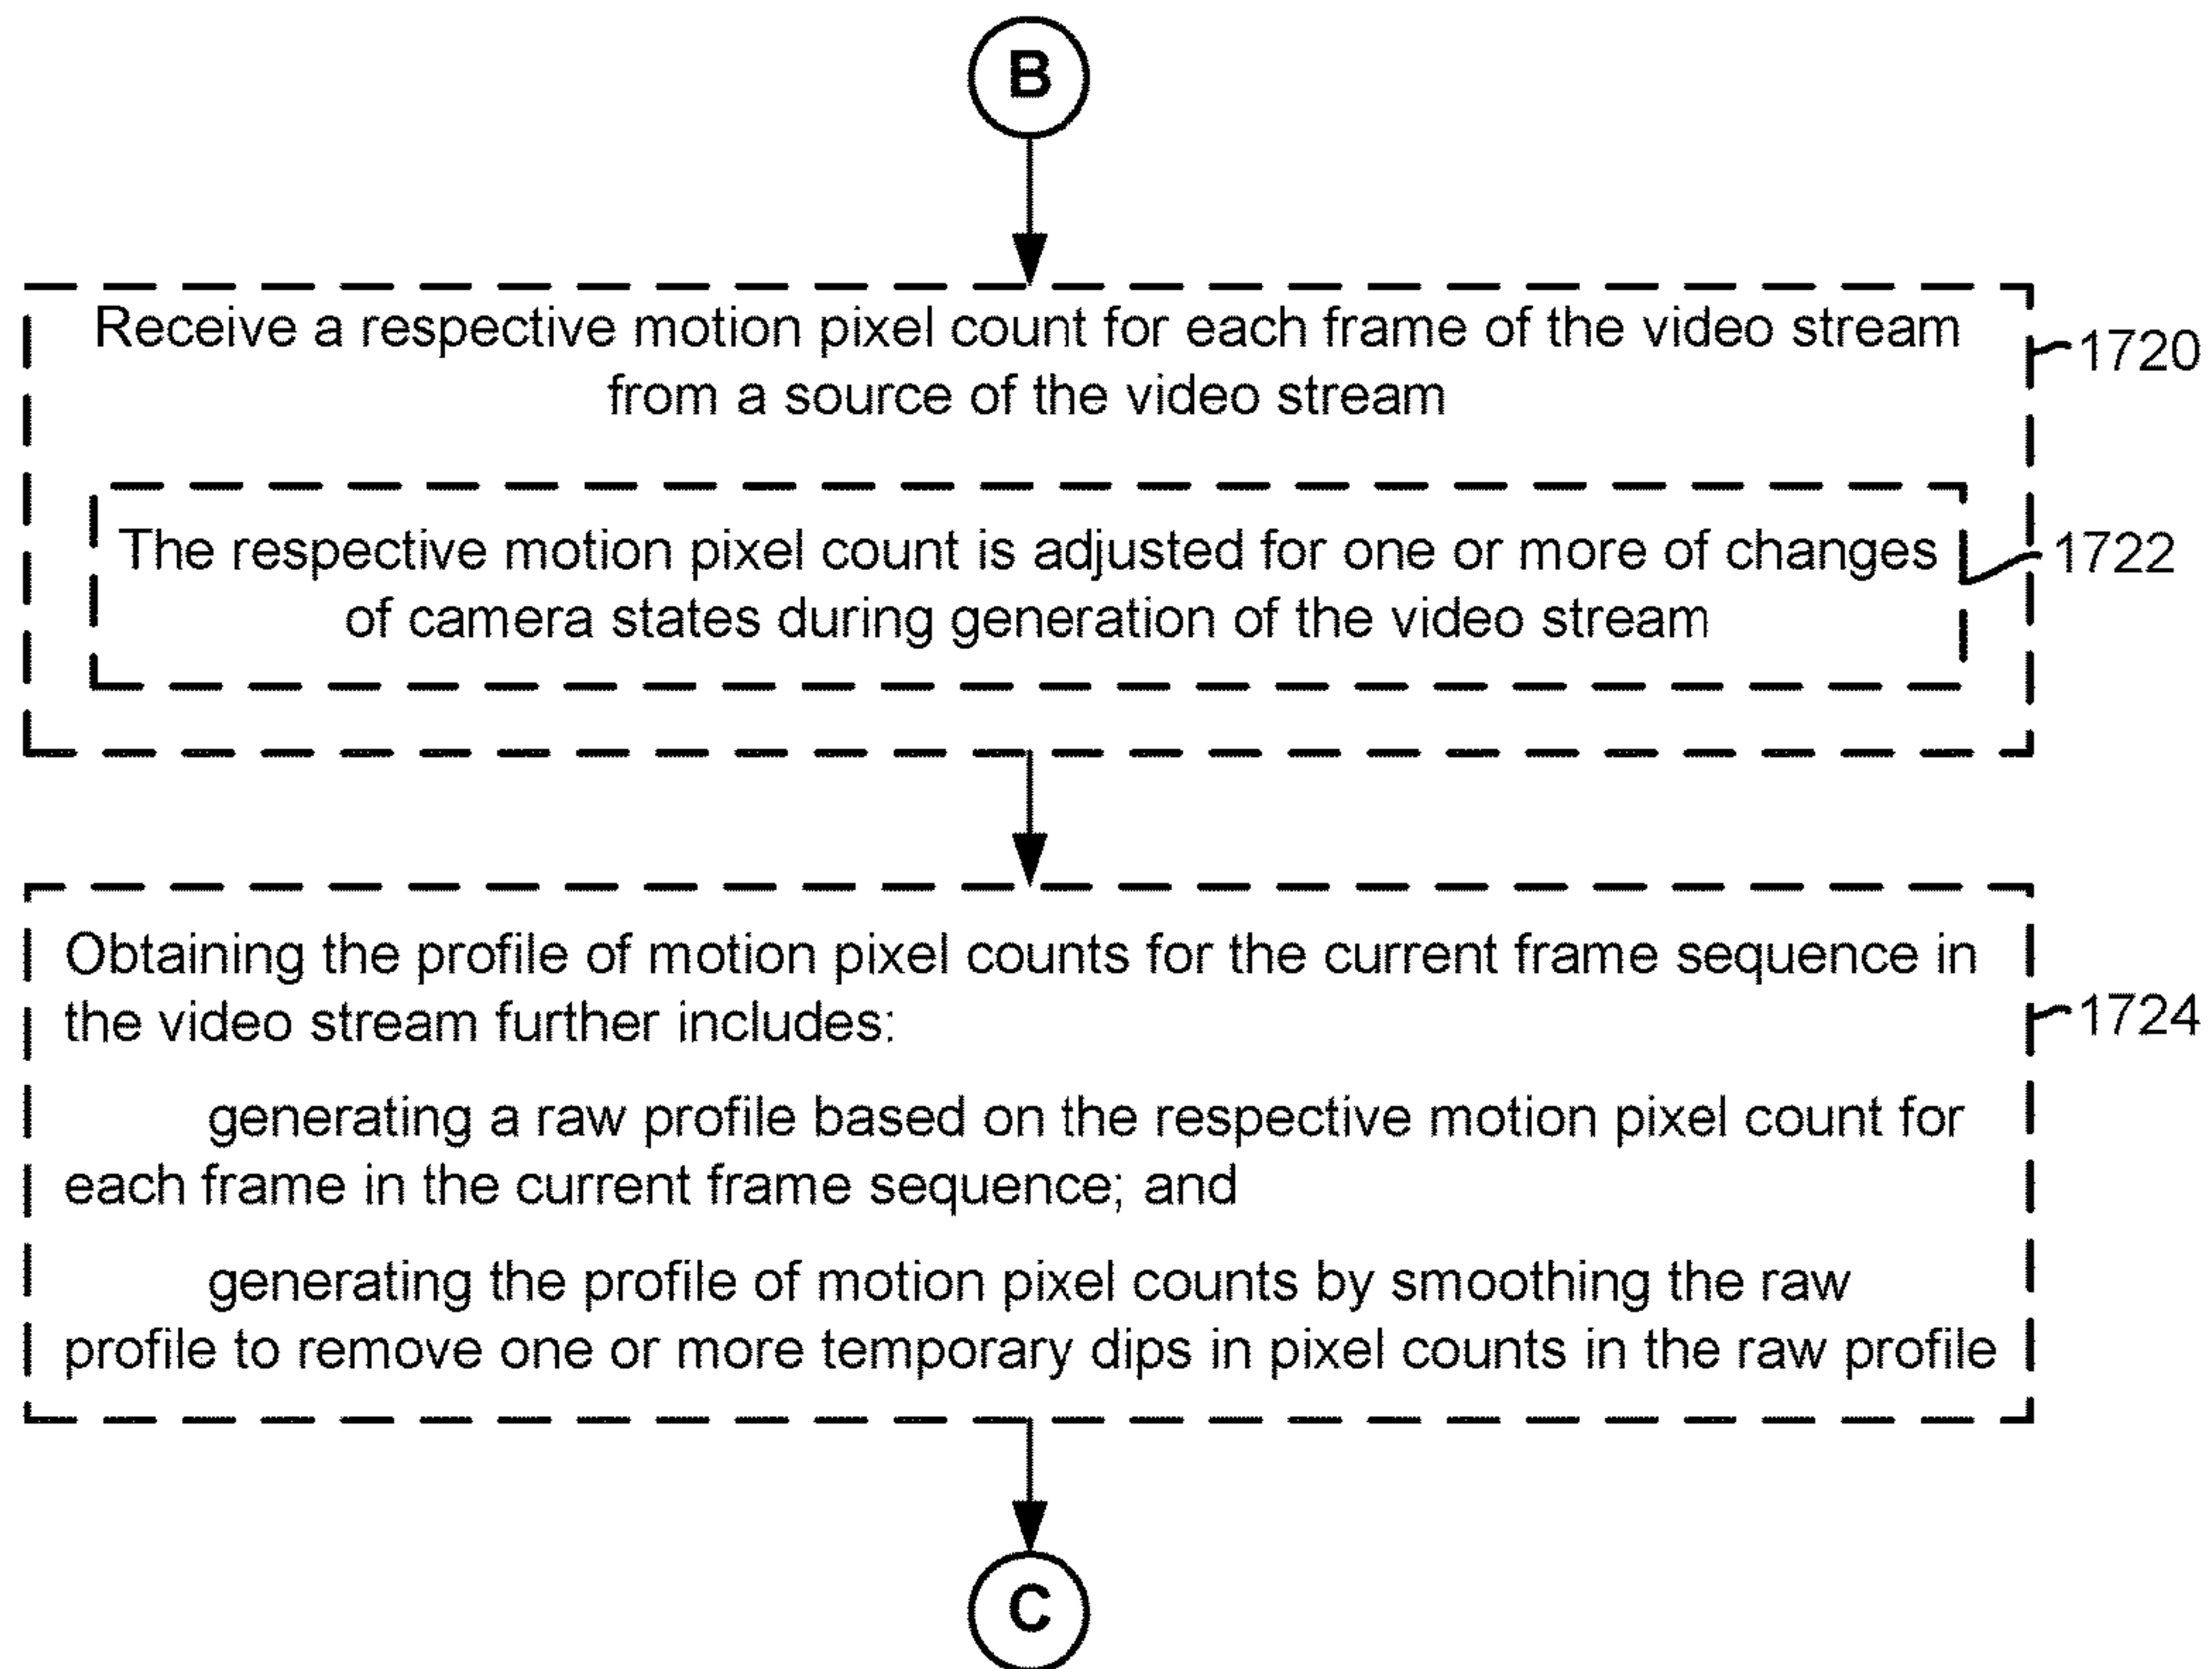 B
Receive a respective motion pixel count for each frame of the video stream
from a source of the video stream
1720
The respective motion pixel count is adjusted for one or more of changes
of camera states during generation of the video stream
1722
Obtaining the profile of motion pixel counts for the current frame sequence in
the video stream further includes:
1724
generating a raw profile based on the respective motion pixel count for
each frame in the current frame sequence; and
generating the profile of motion pixel counts by smoothing the raw
profile to remove one or more temporary dips in pixel counts in the raw profile
C